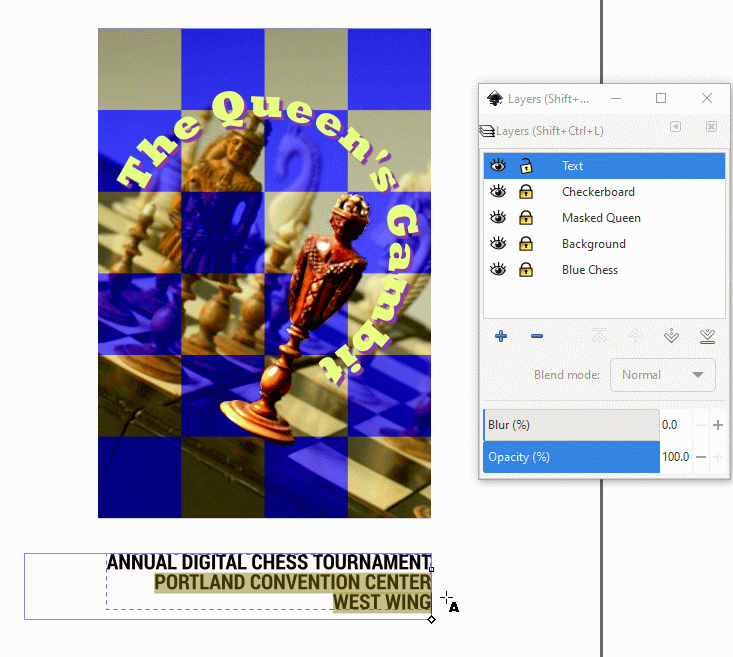 The Queen's Gambit
Layers (Shift+...
Layers (Shift+Ctrl+L)
Text
Checkerboard
Masked Queen
Background
Blue Chess
Blend mode: Normal
Blur (%) 0.0
Opacity (%) 100.0
ANNUAL DIGITAL CHESS TOURNAMENT
PORTLAND CONVENTION CENTER
WEST WING
A